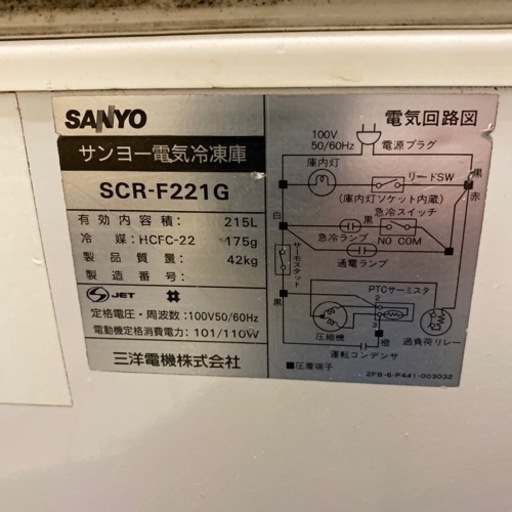 SANYO
サンヨー電気冷凍庫
SCR-F221G
有効内容積: 215L
冷媒:HCFC-22 175g
製品質量: 42kg
製造番号:
S JET
定格電圧・周波数:100V50/60Hz
電動機定格消費電力:101/110W
三洋電機株式会社
電気回路図
100V
50/60Hz
電源プラグ
庫内灯
リードSW
黒
赤
(庫内灯ソケット内蔵)
急冷スイッチ
白
黒
急冷ランプ
NO COM
通電ランプ
サーモスタット
黒
PTCサーミスタ
2
3
圧縮機
橙
過負荷リレー
運転コンデンサ
圧着端子
2FB-6-P441-003032